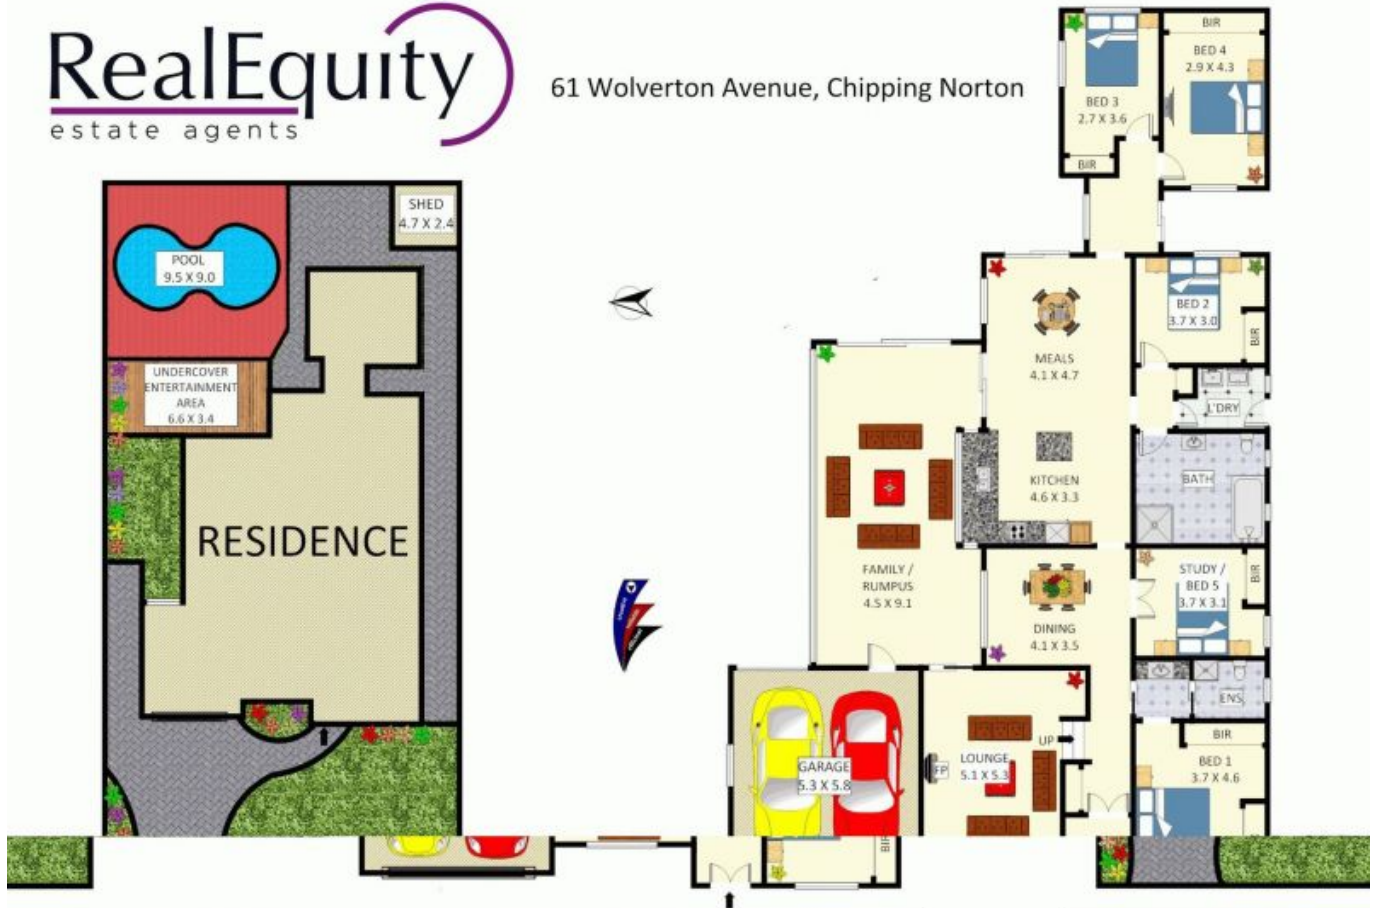 RealEquity
estate agents
61 Wolverton Avenue, Chipping Norton
SHED
4.7 X 2.4
POOL
9.5 X 9.0
UNDERCOVER
ENTERTAINMENT
AREA
6.6 X 3.4
RESIDENCE
BIR
BED 4
2.9 X 4.3
BED 3
2.7 X 3.6
BIR
BED 2
3.7 X 3.0
BIR
MEALS
4.1 X 4.7
L'DRY
BATH
KITCHEN
4.6 X 3.3
FAMILY /
RUMPUS
4.5 X 9.1
STUDY /
BED 5
3.7 X 3.1
BIR
DINING
4.1 X 3.5
ENS
BIR
UP
LOUNGE
5.1 X 5.3
FP
GARAGE
5.3 X 5.8
BED 1
3.7 X 4.6
BIR